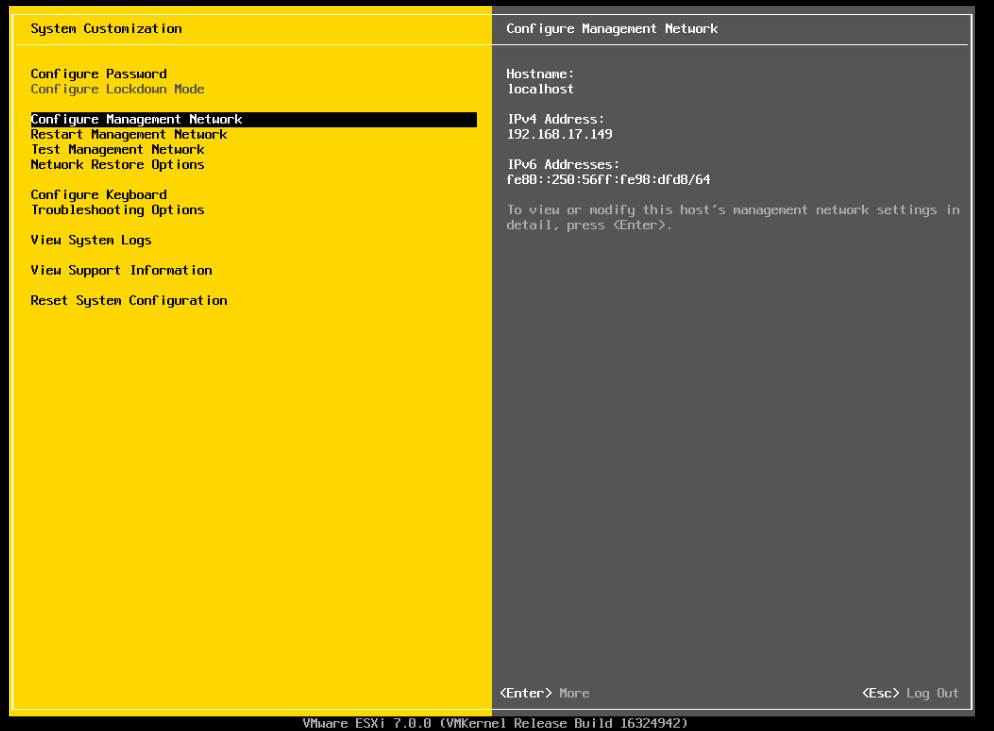 System Customization
Configure Password
Configure Lockdown Mode
Configure Management Network
Restart Management Network
Test Management Network
Network Restore Options
Configure Keyboard
Troubleshooting Options
View System Logs
View Support Information
Reset System Configuration
Configure Management Network
Hostname:
localhost
IPv4 Address:
192.168.17.149
IPv6 Addresses:
fe80::250:56ff:fe98:dfd8/64
To view or modify this host's management network settings in
detail, press <Enter>.
<Enter> More
<Esc> Log Out
VMware ESXi 7.0.0 (VMKernel Release Build 16324942)